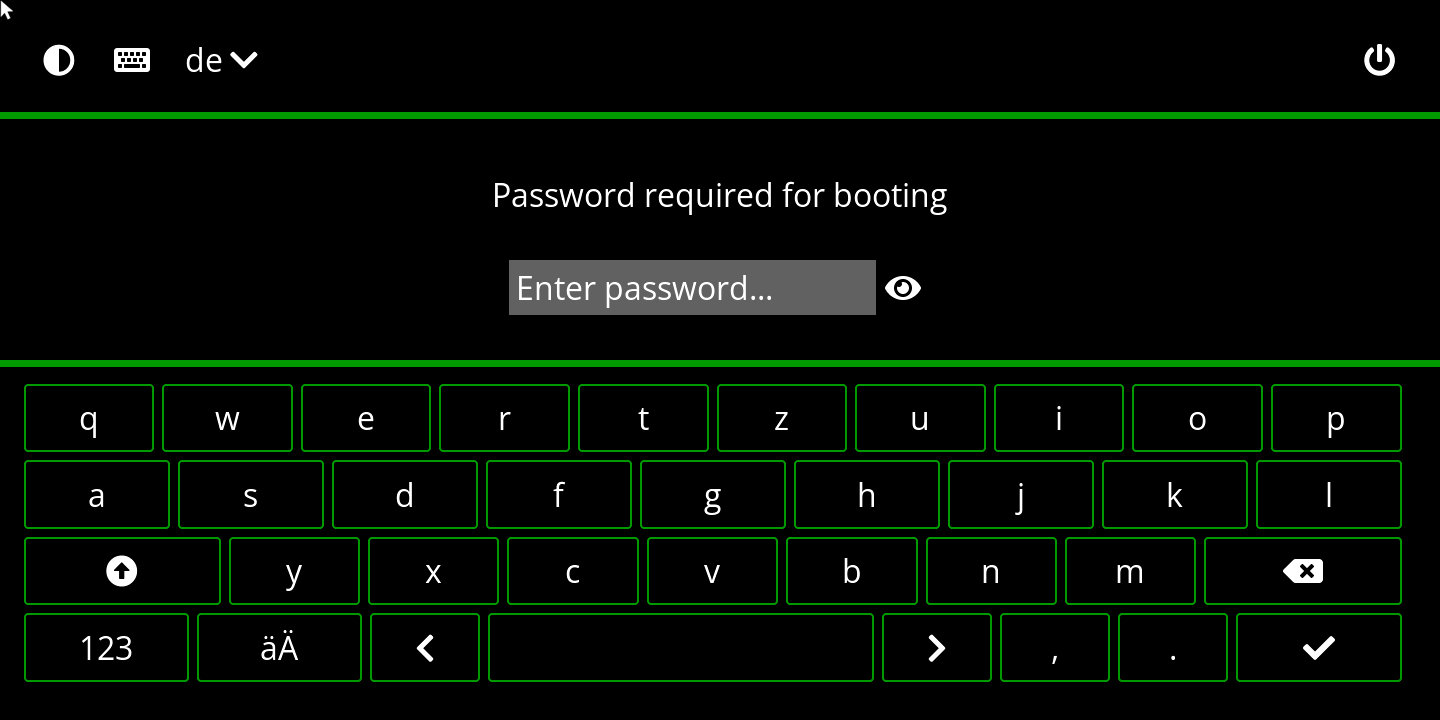 de
Password required for booting
Enter password...
q w e r t z u i o p
a s d f g h j k l
y x c v b n m
123 äÄ , .